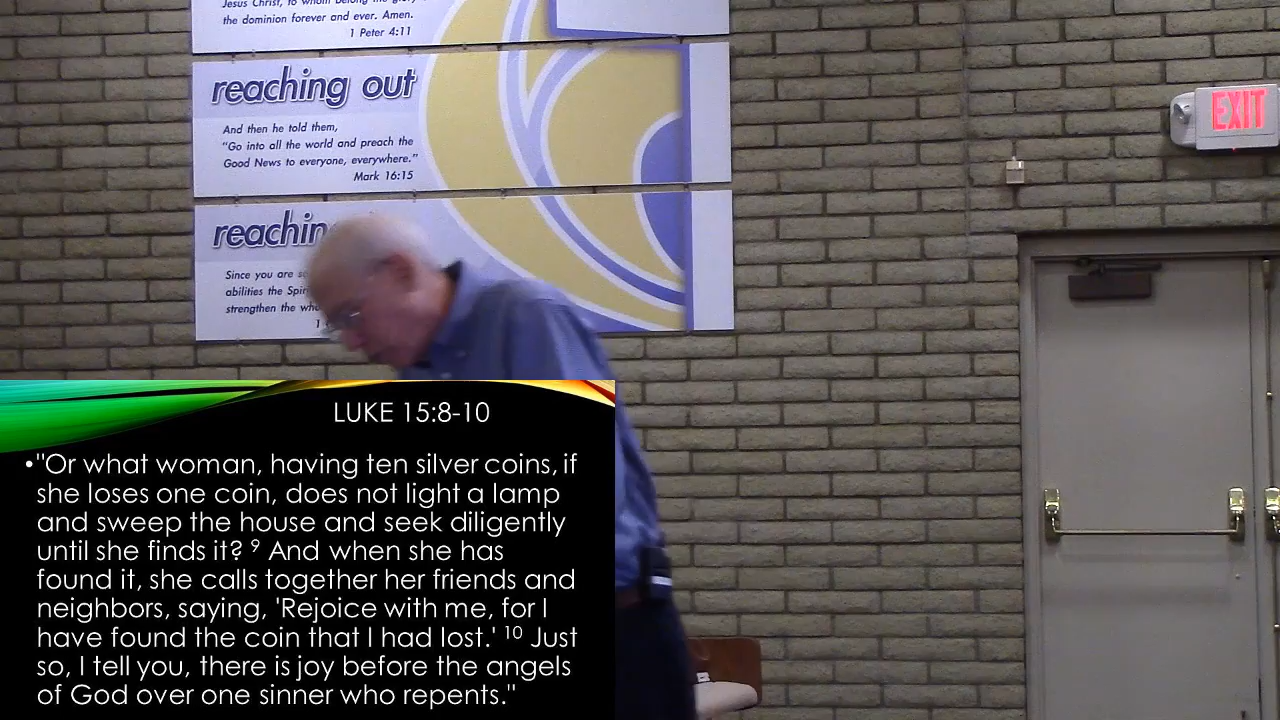 Jesus Christ, to whom belong the glory
the dominion forever and ever. Amen.
1 Peter 4:11
reaching out
And then he told them,
"Go into all the world and preach the
Good News to everyone, everywhere."
Mark 16:15
Since you are
abilities the
strengthen the
EXIT
LUKE 15:8-10
•"Or what woman, having ten silver coins, if
she loses one coin, does not light a lamp
and sweep the house and seek diligently
until she finds it? ⁹ And when she has
found it, she calls together her friends and
neighbors, saying, 'Rejoice with me, for I
have found the coin that I had lost.' ¹⁰ Just
so, I tell you, there is joy before the angels
of God over one sinner who repents."